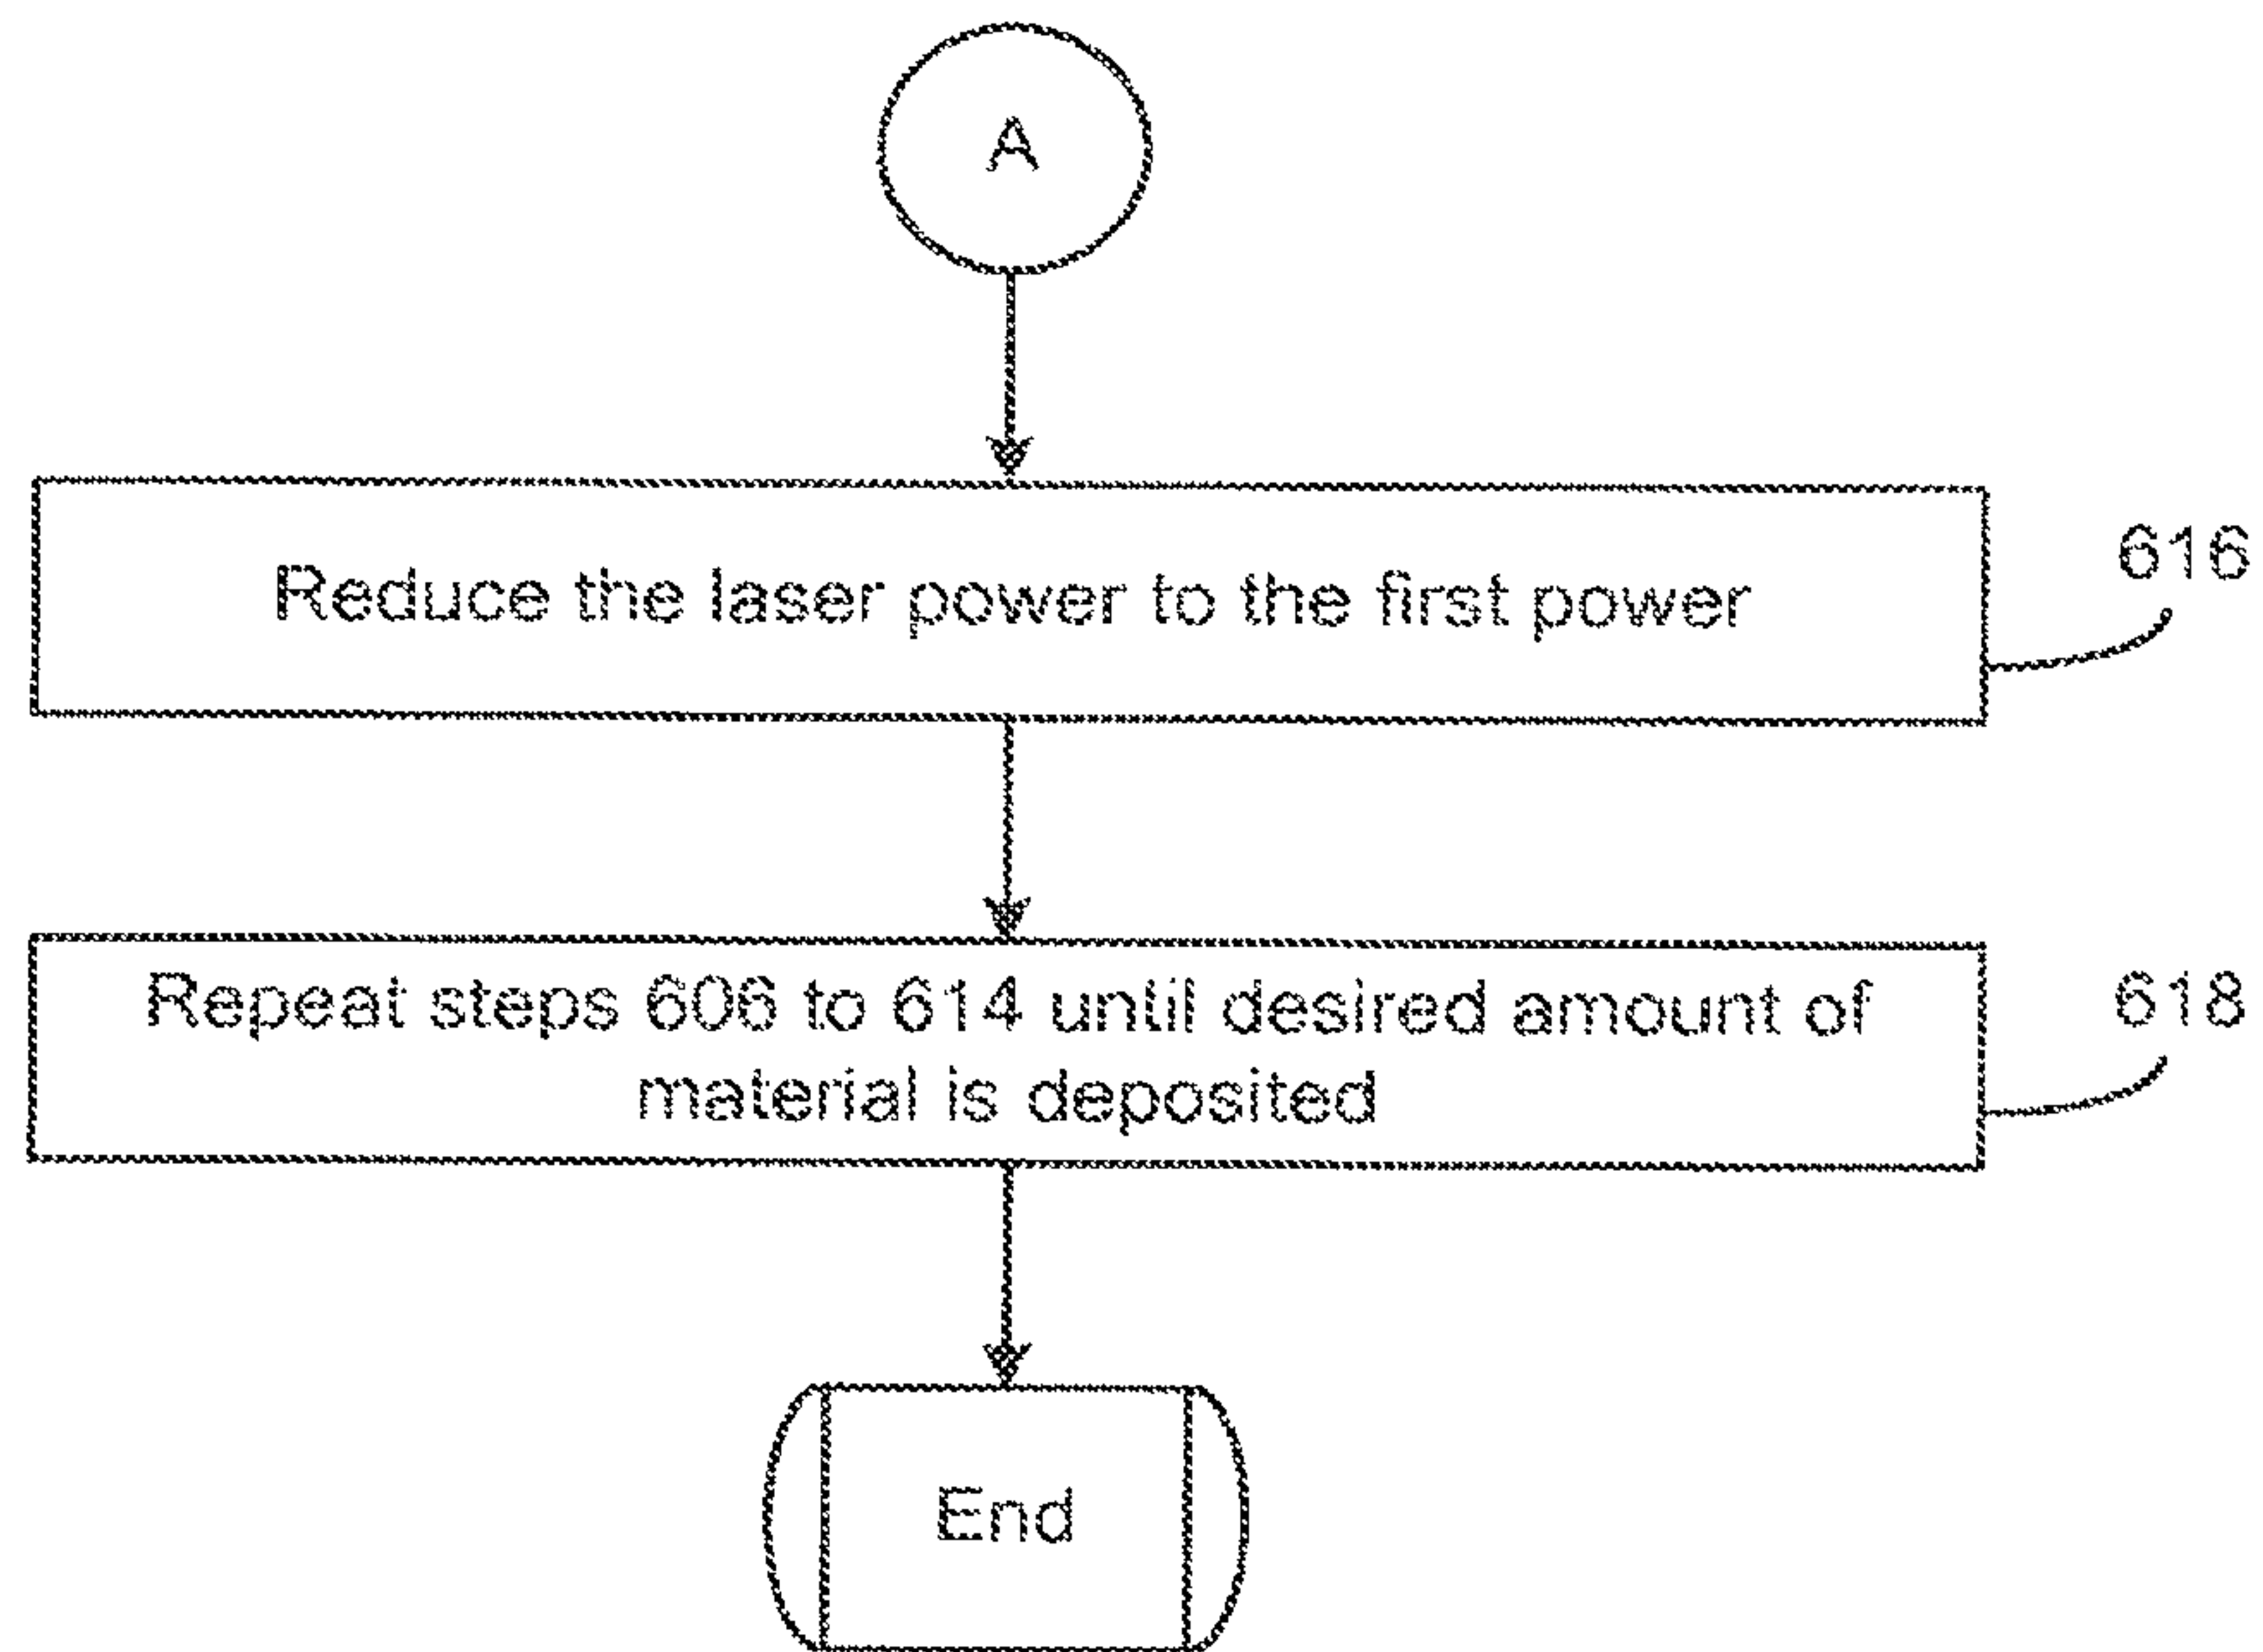 A
Reduce the laser power to the first power
616
Repeat steps 606 to 614 until desired amount of
material is deposited
618
End